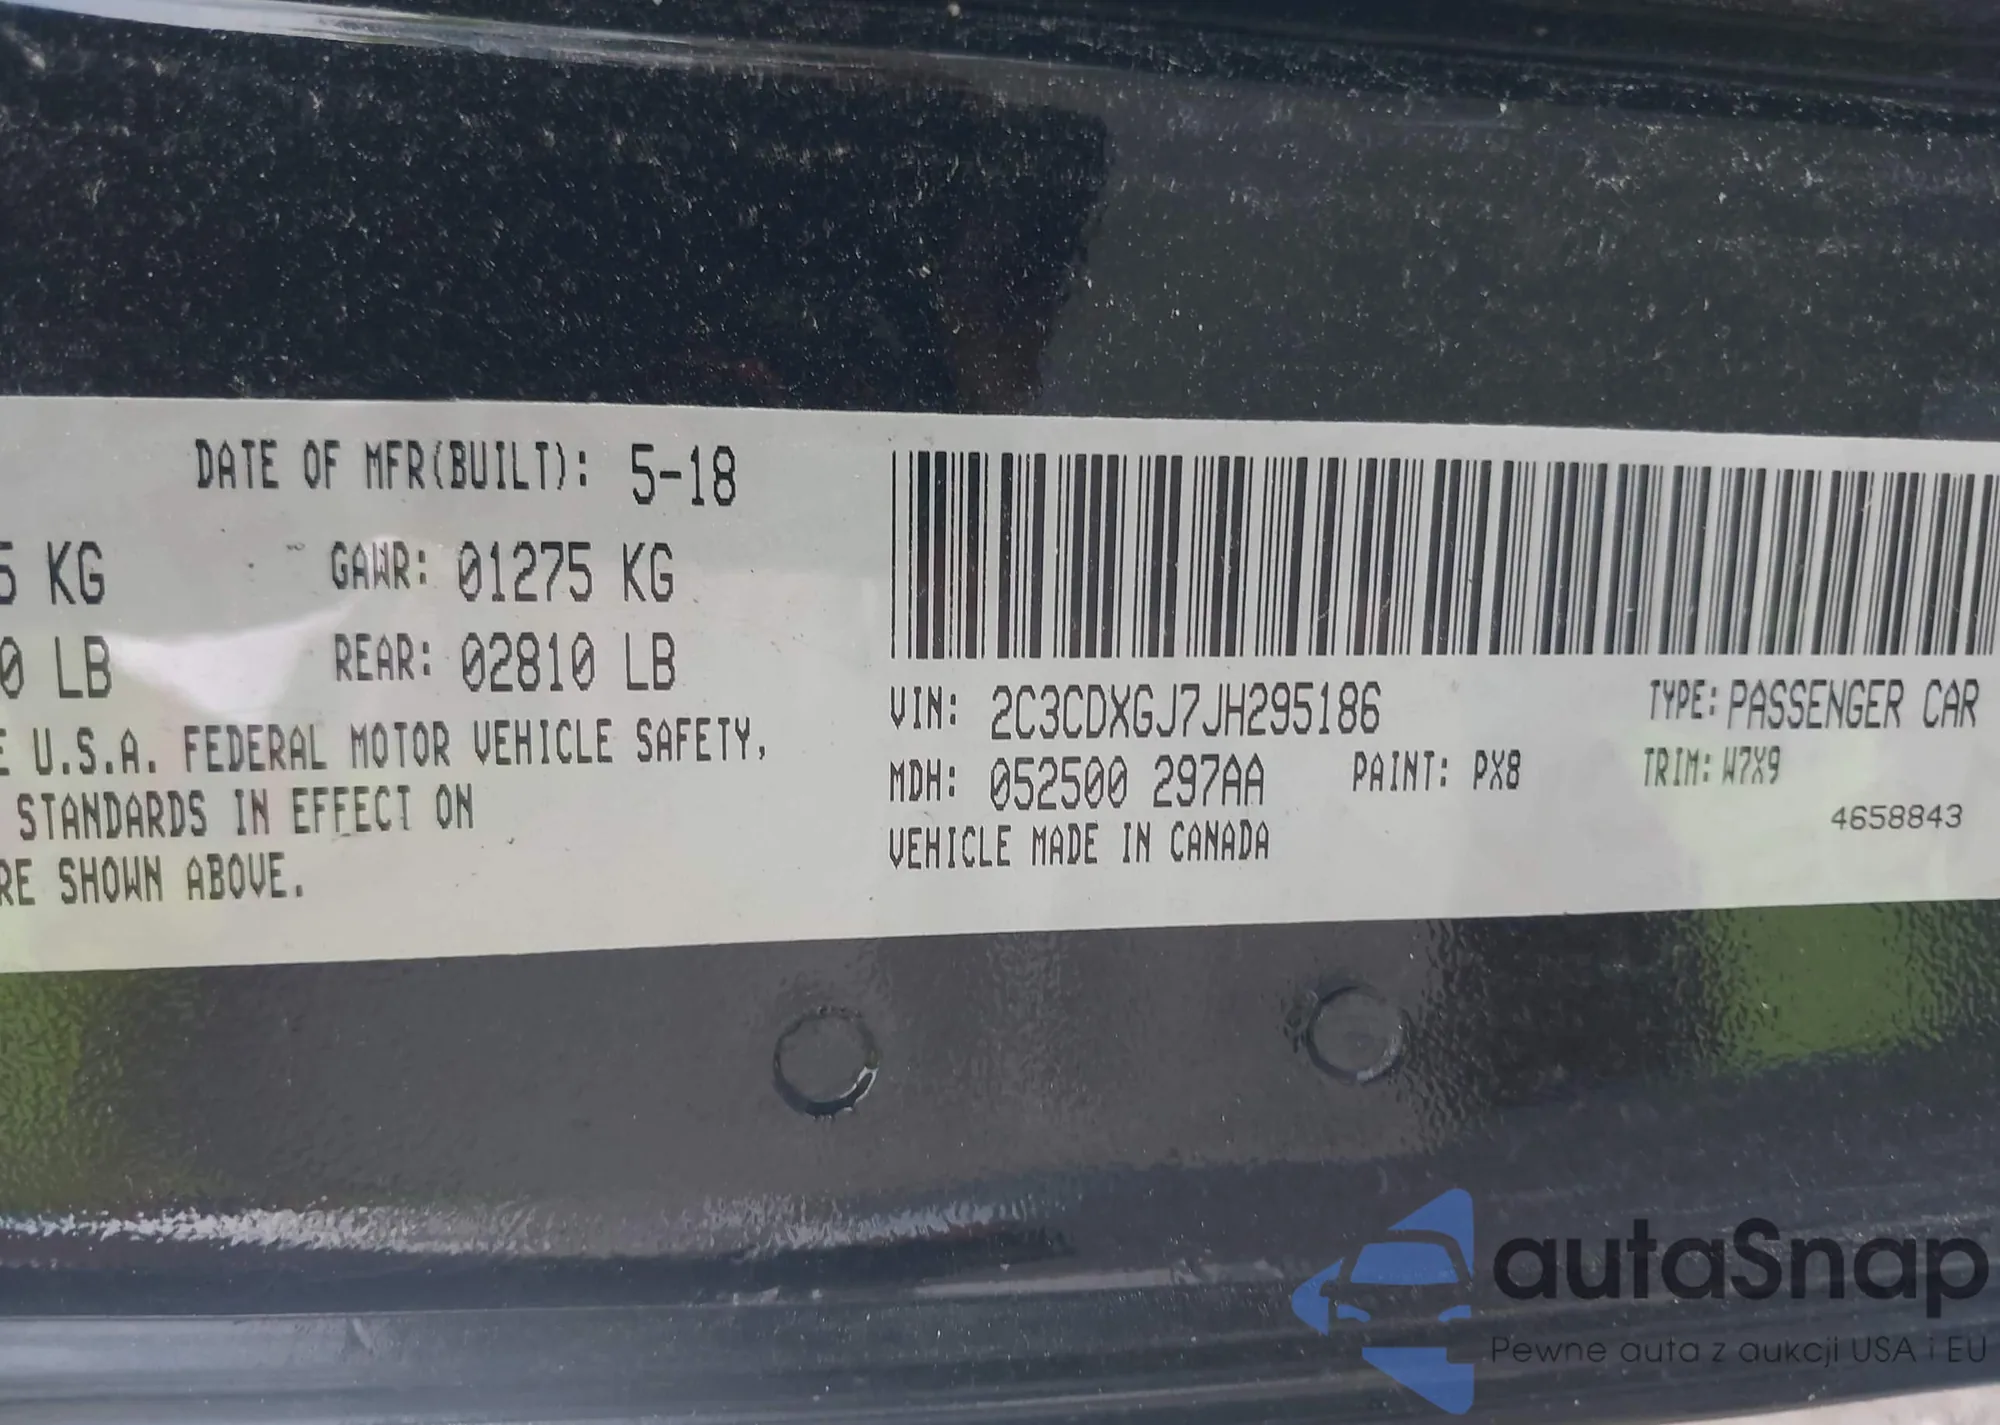 DATE OF MFR(BUILT): 5-18
5 KG GAWR: 01275 KG
0 LB REAR: 02810 LB
E U.S.A. FEDERAL MOTOR VEHICLE SAFETY,
STANDARDS IN EFFECT ON
RE SHOWN ABOVE.
VIN: 2C3CDXGJ7JH295186 TYPE: PASSENGER CAR
MDH: 052500 297AA PAINT: PX8 TRIM: W7X9
4658843
VEHICLE MADE IN CANADA
autaSnap
Pewne auta z aukcji USA i EU